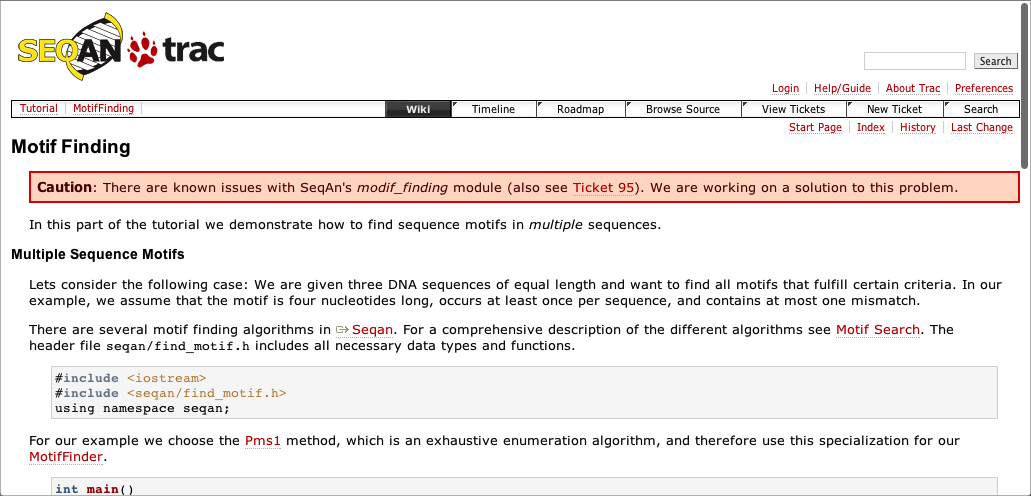 SEQAN trac
Search
Login Help/Guide About Trac Preferences
Tutorial MotifFinding Wiki Timeline Roadmap Browse Source View Tickets New Ticket Search
Start Page Index History Last Change
Motif Finding
Caution: There are known issues with SeqAn's modif_finding module (also see Ticket 95). We are working on a solution to this problem.
In this part of the tutorial we demonstrate how to find sequence motifs in multiple sequences.
Multiple Sequence Motifs
Lets consider the following case: We are given three DNA sequences of equal length and want to find all motifs that fulfill certain criteria. In our
example, we assume that the motif is four nucleotides long, occurs at least once per sequence, and contains at most one mismatch.
There are several motif finding algorithms in Seqan. For a comprehensive description of the different algorithms see Motif Search. The
header file seqan/find_motif.h includes all necessary data types and functions.
#include <iostream>
#include <seqan/find_motif.h>
using namespace seqan;
For our example we choose the Pms1 method, which is an exhaustive enumeration algorithm, and therefore use this specialization for our
MotifFinder.
int main()